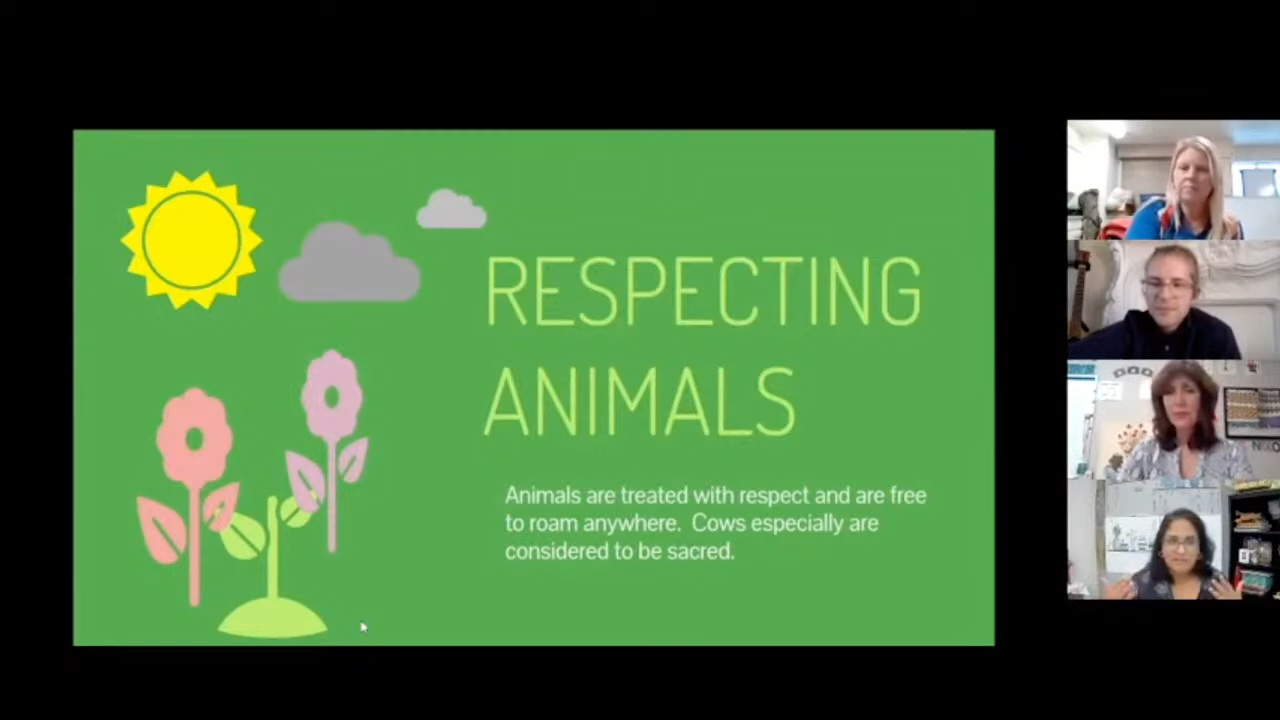 RESPECTING
ANIMALS
Animals are treated with respect and are free
to roam anywhere.  Cows especially are
considered to be sacred.